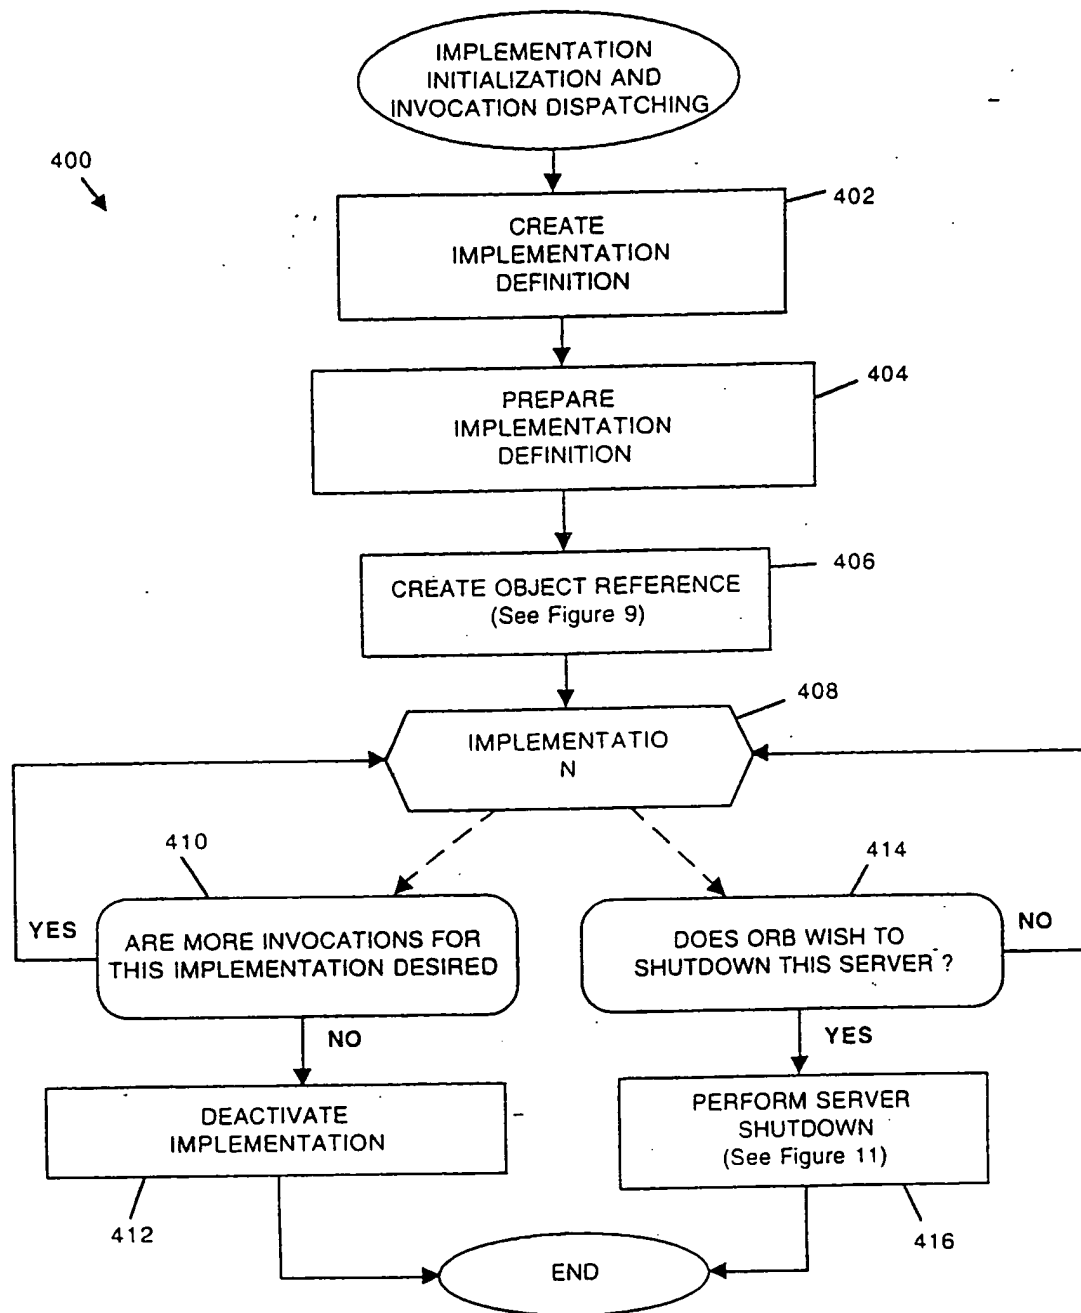 IMPLEMENTATION
INITIALIZATION AND
INVOCATION DISPATCHING
400
402
CREATE
IMPLEMENTATION
DEFINITION
404
PREPARE
IMPLEMENTATION
DEFINITION
406
CREATE OBJECT REFERENCE
(See Figure 9)
408
IMPLEMENTATIO
N
410
414
YES
ARE MORE INVOCATIONS FOR
THIS IMPLEMENTATION DESIRED
DOES ORB WISH TO
SHUTDOWN THIS SERVER ?
NO
NO
YES
DEACTIVATE
IMPLEMENTATION
PERFORM SERVER
SHUTDOWN
(See Figure 11)
412
416
END